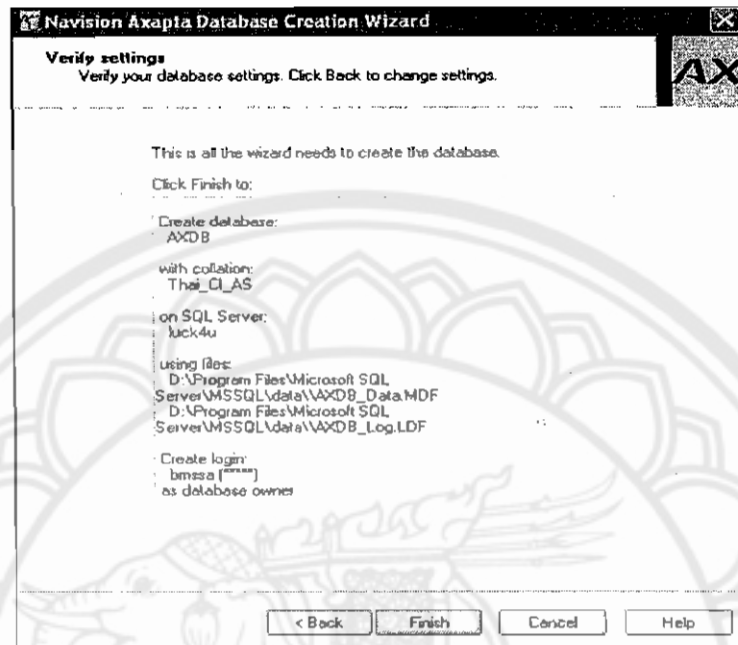 Navision Axapta Database Creation Wizard
Verify settings
Verify your database settings. Click Back to change settings.
AX
This is all the wizard needs to create the database.
Click Finish to:
Create database:
AXDB
with collation:
Thai_CI_AS
on SQL Server:
luck4u
using files:
D:\Program Files\Microsoft SQL
Server\MSSQL\data\\AXDB_Data.MDF
D:\Program Files\Microsoft SQL
Server\MSSQL\data\\AXDB_Log.LDF
Create login:
bmssa (*****)
as database owner
< Back Finish Cancel Help